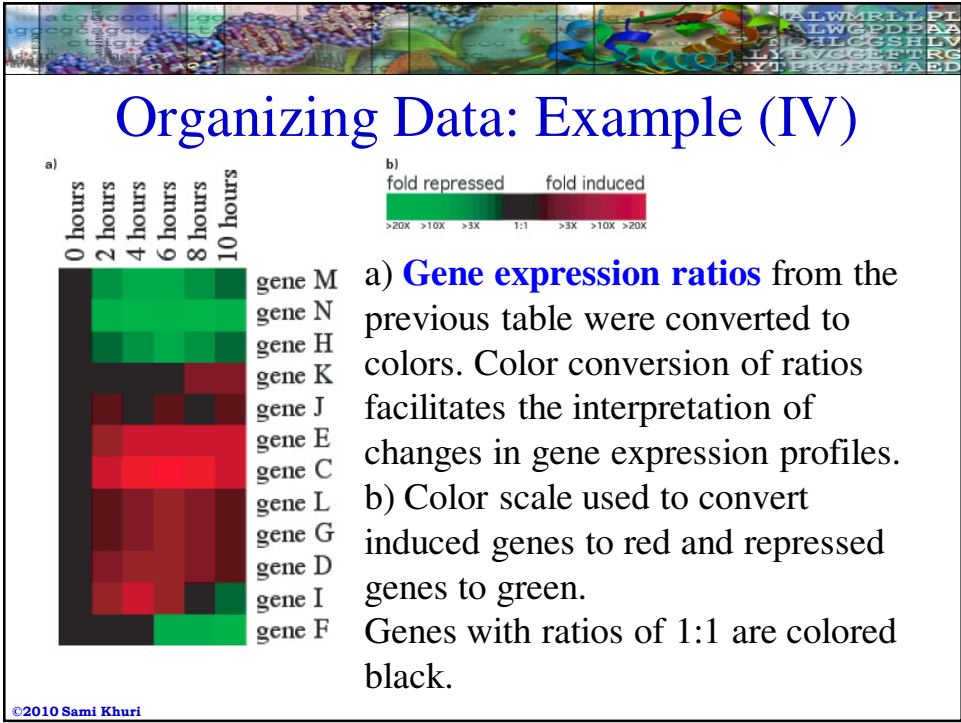 ALWMRLLPL
ALWGPDPAA
Organizing Data: Example (IV)
a)
0 hours
2 hours
4 hours
6 hours
8 hours
10 hours
gene M
gene N
gene H
gene K
gene J
gene E
gene C
gene L
gene G
gene D
gene I
gene F
b)
fold repressed fold induced
>20X >10X >3X 1:1 >3X >10X >20X
a) Gene expression ratios from the
previous table were converted to
colors. Color conversion of ratios
facilitates the interpretation of
changes in gene expression profiles.
b) Color scale used to convert
induced genes to red and repressed
genes to green.
Genes with ratios of 1:1 are colored
black.
©2010 Sami Khuri